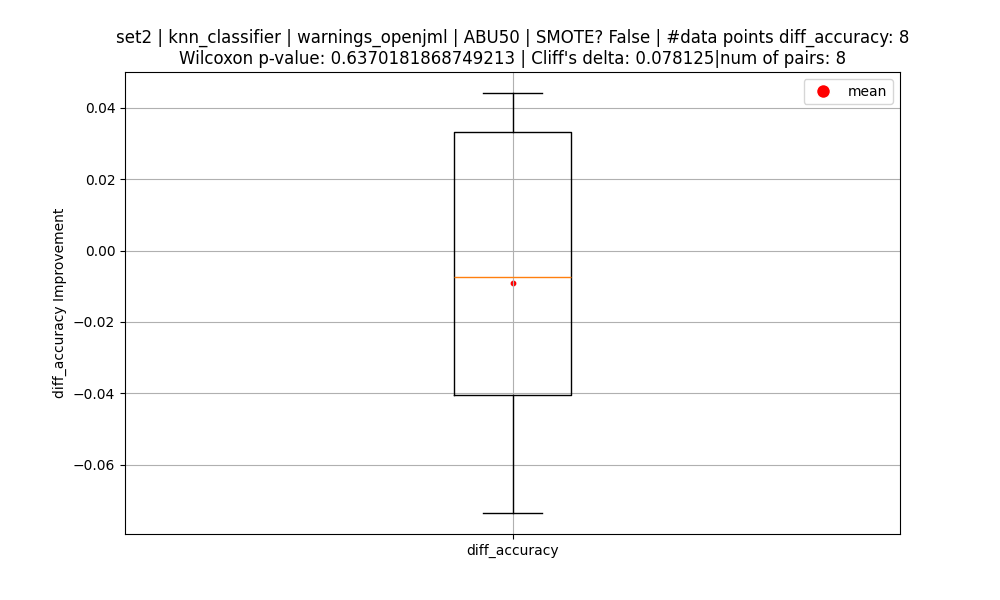 set2 | knn_classifier | warnings_openjml | ABU50 | SMOTE? False | #data points diff_accuracy: 8
Wilcoxon p-value: 0.6370181868749213 | Cliff's delta: 0.078125|num of pairs: 8
mean
0.04
0.02
0.00
−0.02
−0.04
−0.06
diff_accuracy Improvement
diff_accuracy